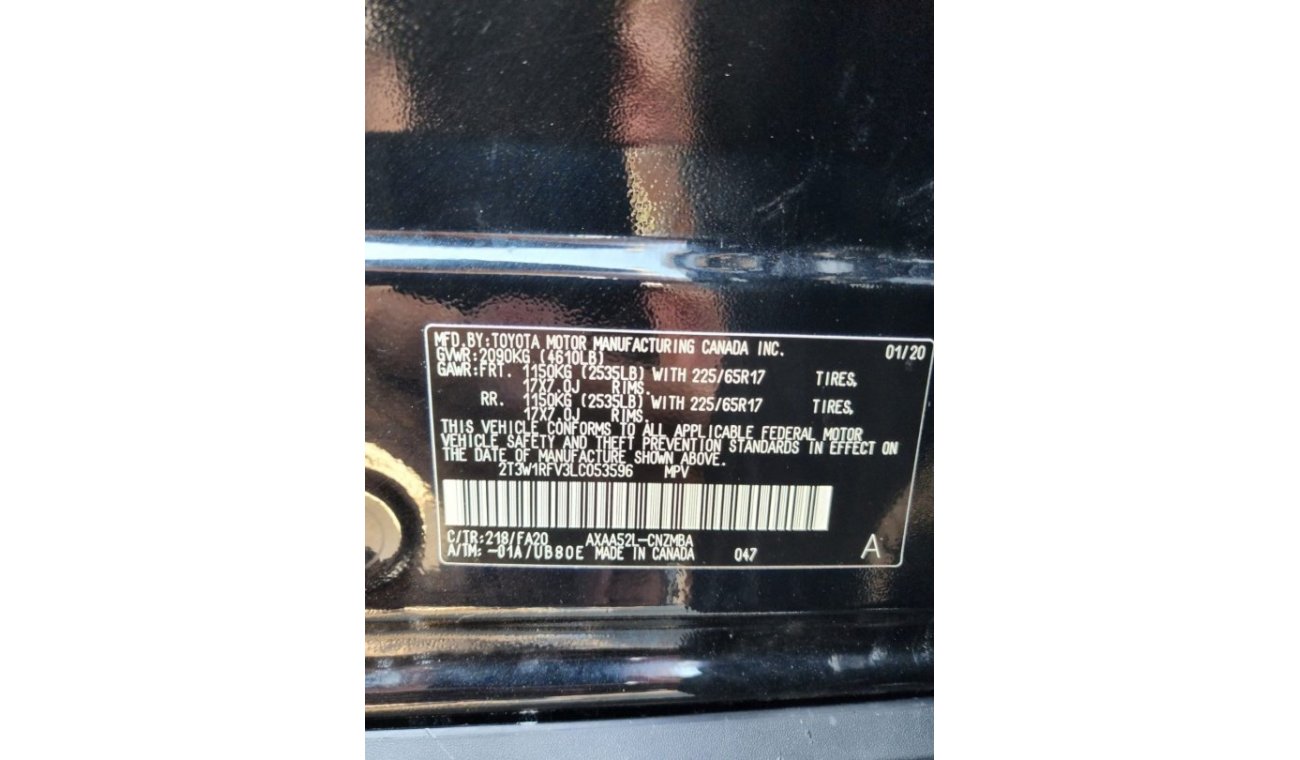 MFD.BY:TOYOTA MOTOR MANUFACTURING CANADA INC. 01/20
GVWR:2090KG (4610LB)
GAWR:FRT. 1150KG (2535LB) WITH 225/65R17 TIRES,
17X7.0J RIMS.
RR. 1150KG (2535LB) WITH 225/65R17 TIRES,
17X7.0J RIMS.
THIS VEHICLE CONFORMS TO ALL APPLICABLE FEDERAL MOTOR
VEHICLE SAFETY AND THEFT PREVENTION STANDARDS IN EFFECT ON
THE DATE OF MANUFACTURE SHOWN ABOVE.
2T3W1RFV3LC053596 MPV
C/TR:218/FA20 AXAA52L-CNZMBA
A/TM:-01A/UB80E MADE IN CANADA 047 A